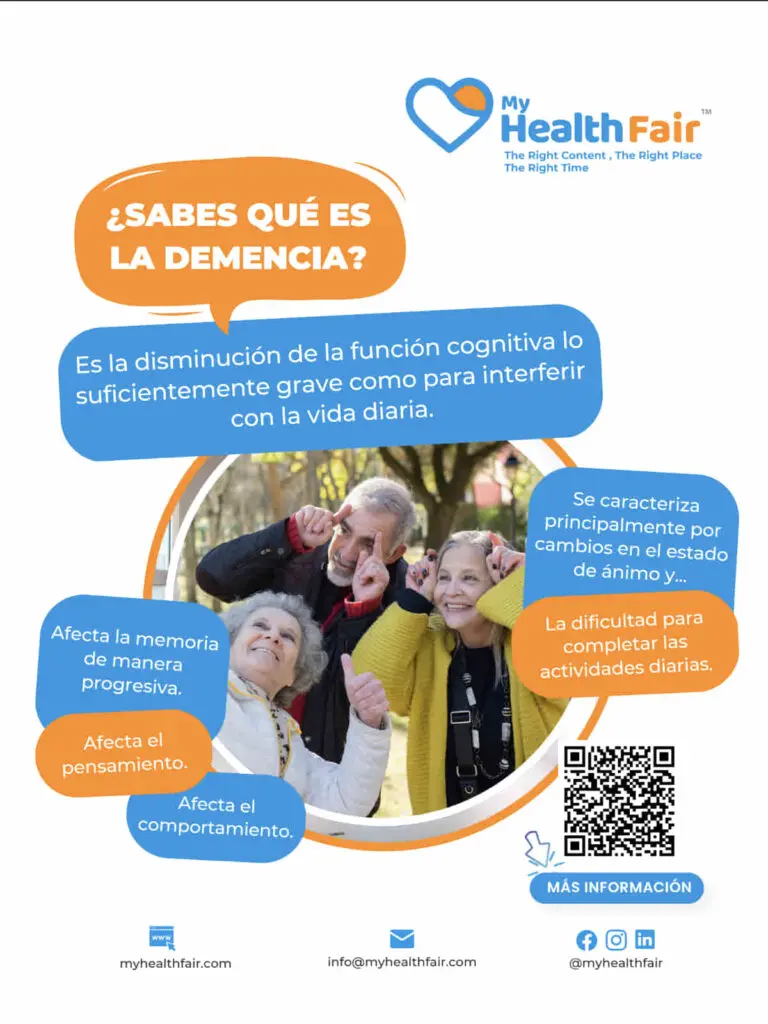 My
HealthFair™
The Right Content , The Right Place
The Right Time
¿SABES QUÉ ES
LA DEMENCIA?
Es la disminución de la función cognitiva lo
suficientemente grave como para interferir
con la vida diaria.
Se caracteriza
principalmente por
cambios en el estado
de ánimo y...
La dificultad para
completar las
actividades diarias.
Afecta la memoria
de manera
progresiva.
Afecta el
pensamiento.
Afecta el
comportamiento.
MÁS INFORMACIÓN
www
myhealthfair.com
info@myhealthfair.com
@myhealthfair